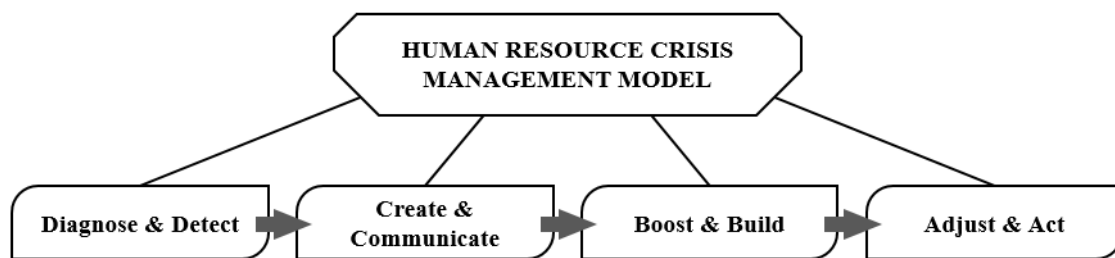 HUMAN RESOURCE CRISIS
MANAGEMENT MODEL
Diagnose & Detect
Create &
Communicate
Boost & Build
Adjust & Act